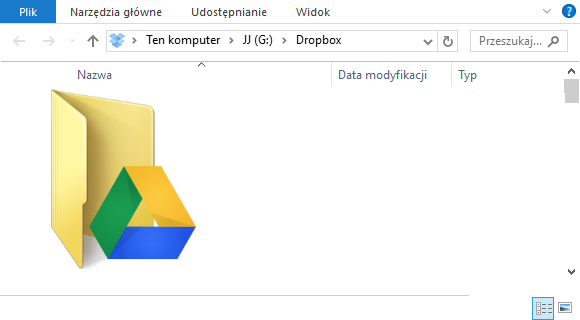 Plik Narzędzia główne Udostępnianie Widok
Ten komputer JJ (G:) Dropbox Przeszukaj...
Nazwa Data modyfikacji Typ